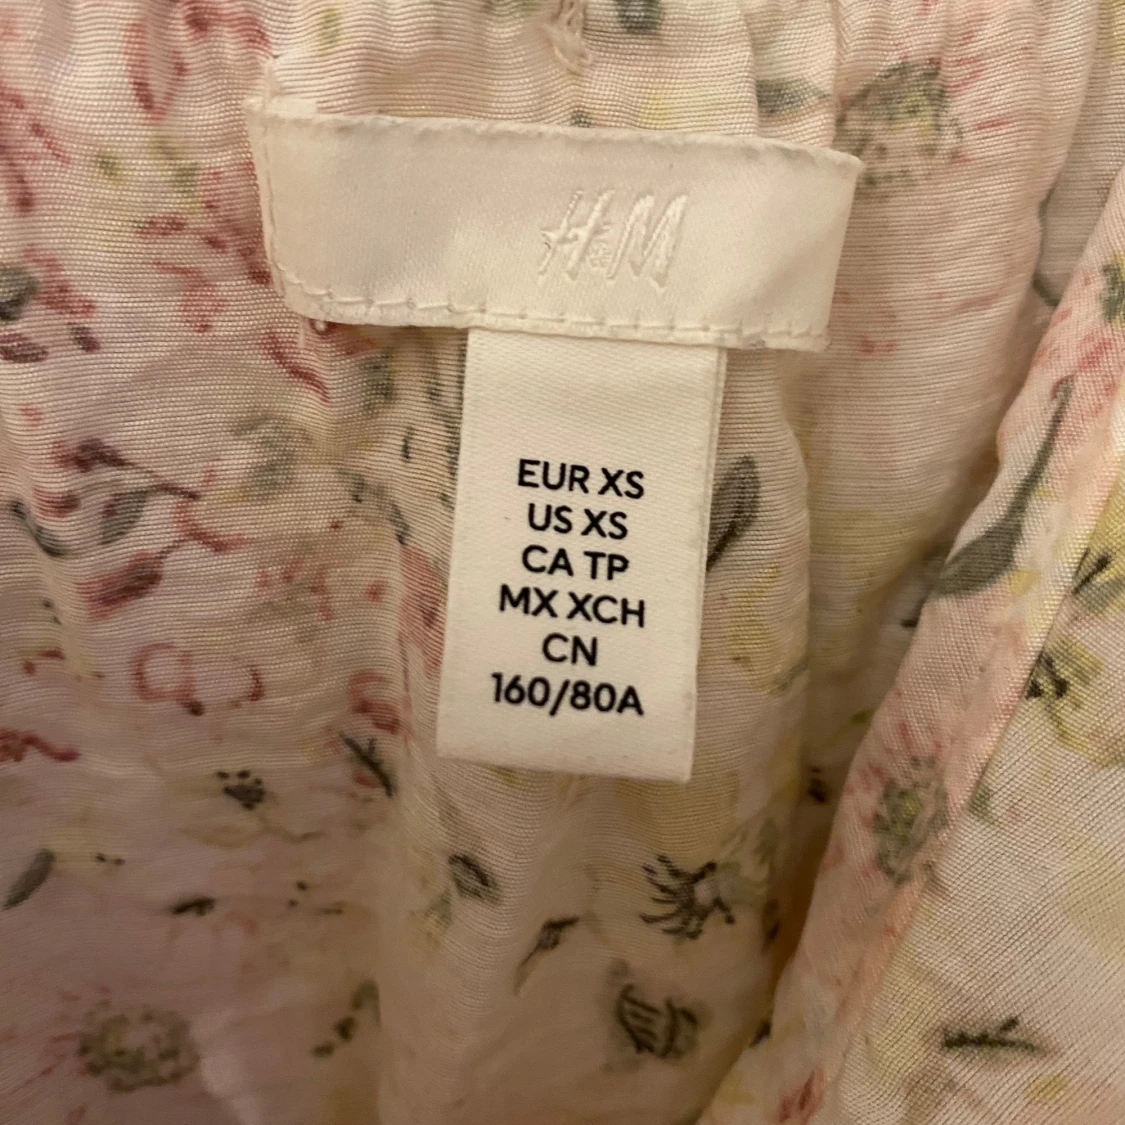 H&M
EUR XS
US XS
CA TP
MX XCH
CN
160/80A